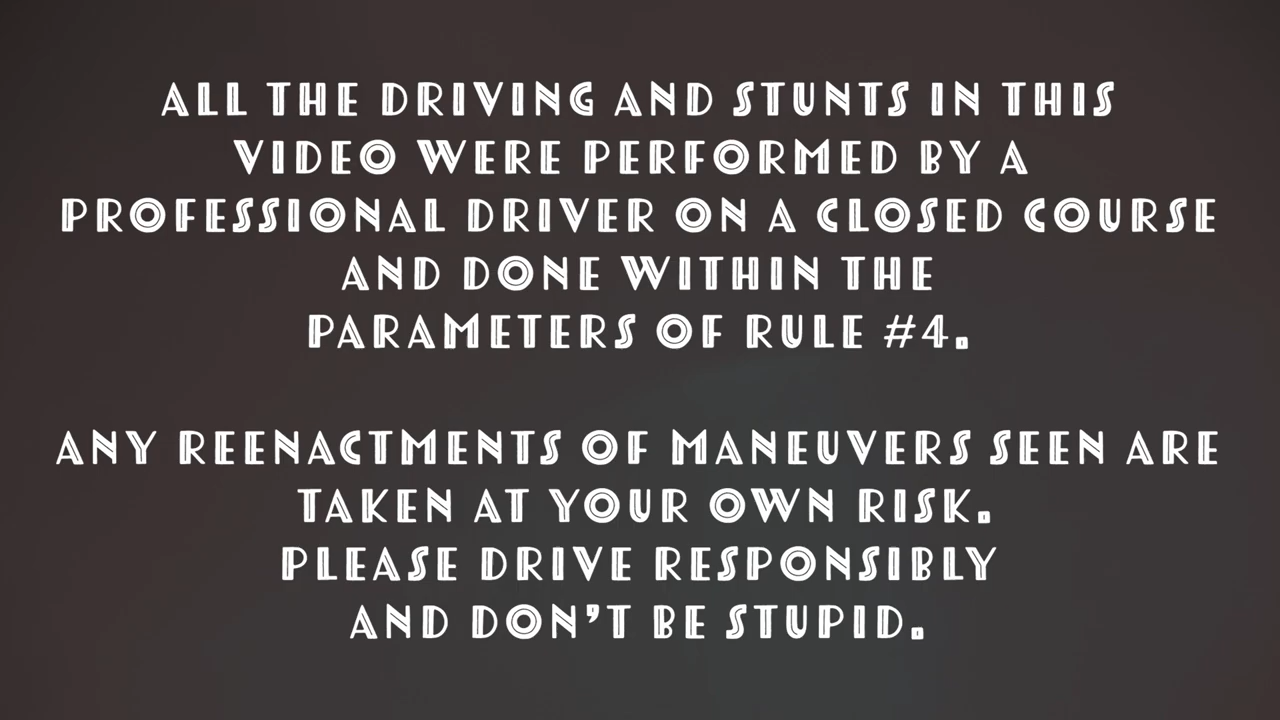 ALL THE DRIVING AND STUNTS IN THIS
VIDEO WERE PERFORMED BY A
PROFESSIONAL DRIVER ON A CLOSED COURSE
AND DONE WITHIN THE
PARAMETERS OF RULE #4.
ANY REENACTMENTS OF MANEUVERS SEEN ARE
TAKEN AT YOUR OWN RISK.
PLEASE DRIVE RESPONSIBLY
AND DON'T BE STUPID.